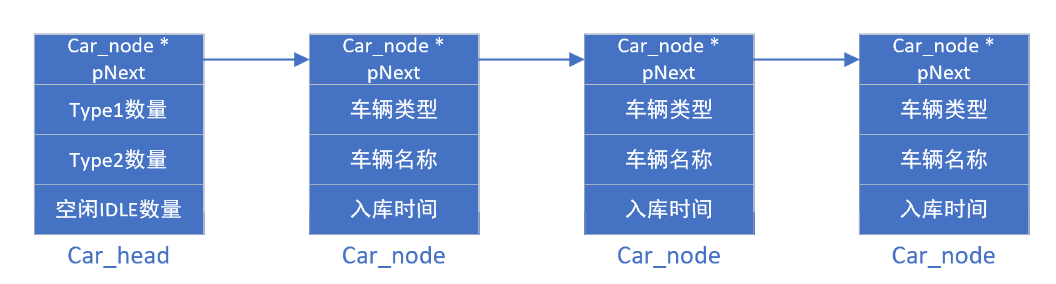 Car_node *
pNext
Type1数量
Type2数量
空闲IDLE数量
Car_head
Car_node *
pNext
车辆类型
车辆名称
入库时间
Car_node
Car_node *
pNext
车辆类型
车辆名称
入库时间
Car_node
Car_node *
pNext
车辆类型
车辆名称
入库时间
Car_node